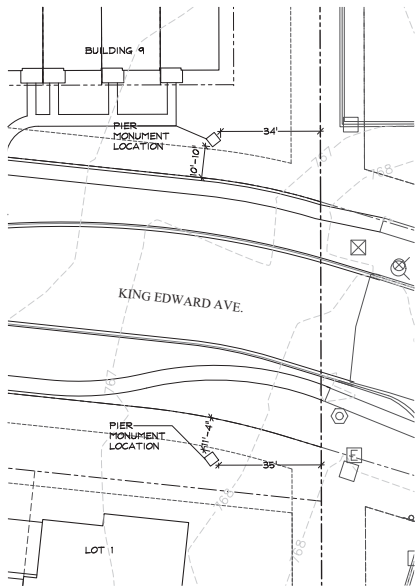 BUILDING 9
PIER
MONUMENT
LOCATION
34'
10'-10"
767
768
KING EDWARD AVE.
767
PIER
MONUMENT
LOCATION
11'-4"
35'
E
768
768
LOT 1